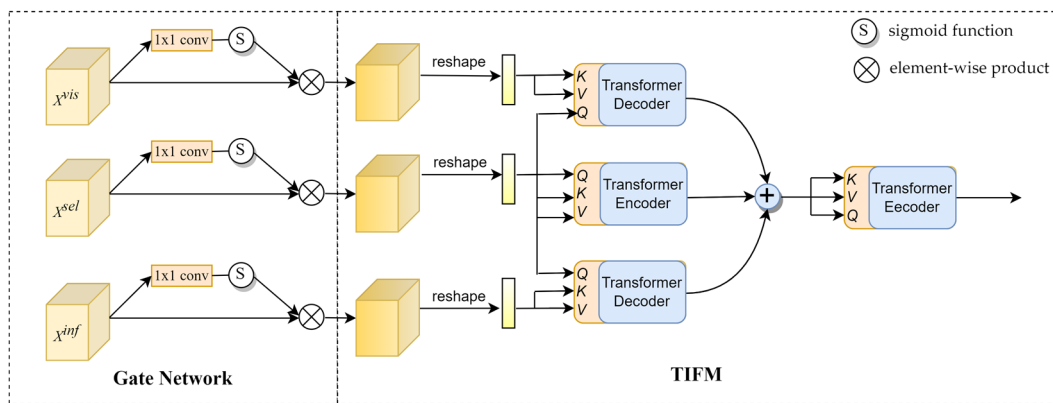 1x1 conv
S
X^vis
reshape
K
V
Q
Transformer
Decoder
S
sigmoid function
element-wise product
1x1 conv
S
X^sel
reshape
Q
K
V
Transformer
Encoder
+
K
V
Q
Transformer
Eecoder
1x1 conv
S
X^inf
reshape
Q
K
V
Transformer
Decoder
Gate Network
TIFM